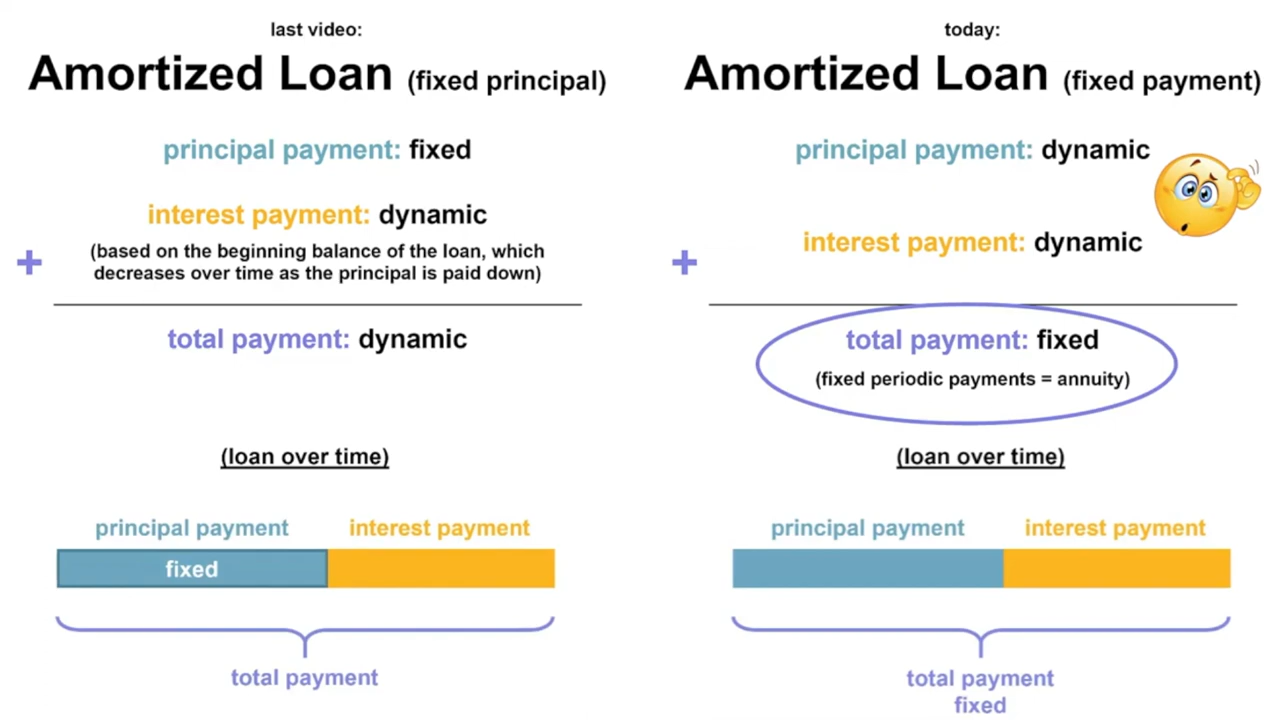 last video:
Amortized Loan (fixed principal)
principal payment: fixed
interest payment: dynamic
(based on the beginning balance of the loan, which
decreases over time as the principal is paid down)
+
total payment: dynamic
(loan over time)
principal payment interest payment
fixed
total payment
today:
Amortized Loan (fixed payment)
principal payment: dynamic
interest payment: dynamic
+
total payment: fixed
(fixed periodic payments = annuity)
(loan over time)
principal payment interest payment
total payment
fixed